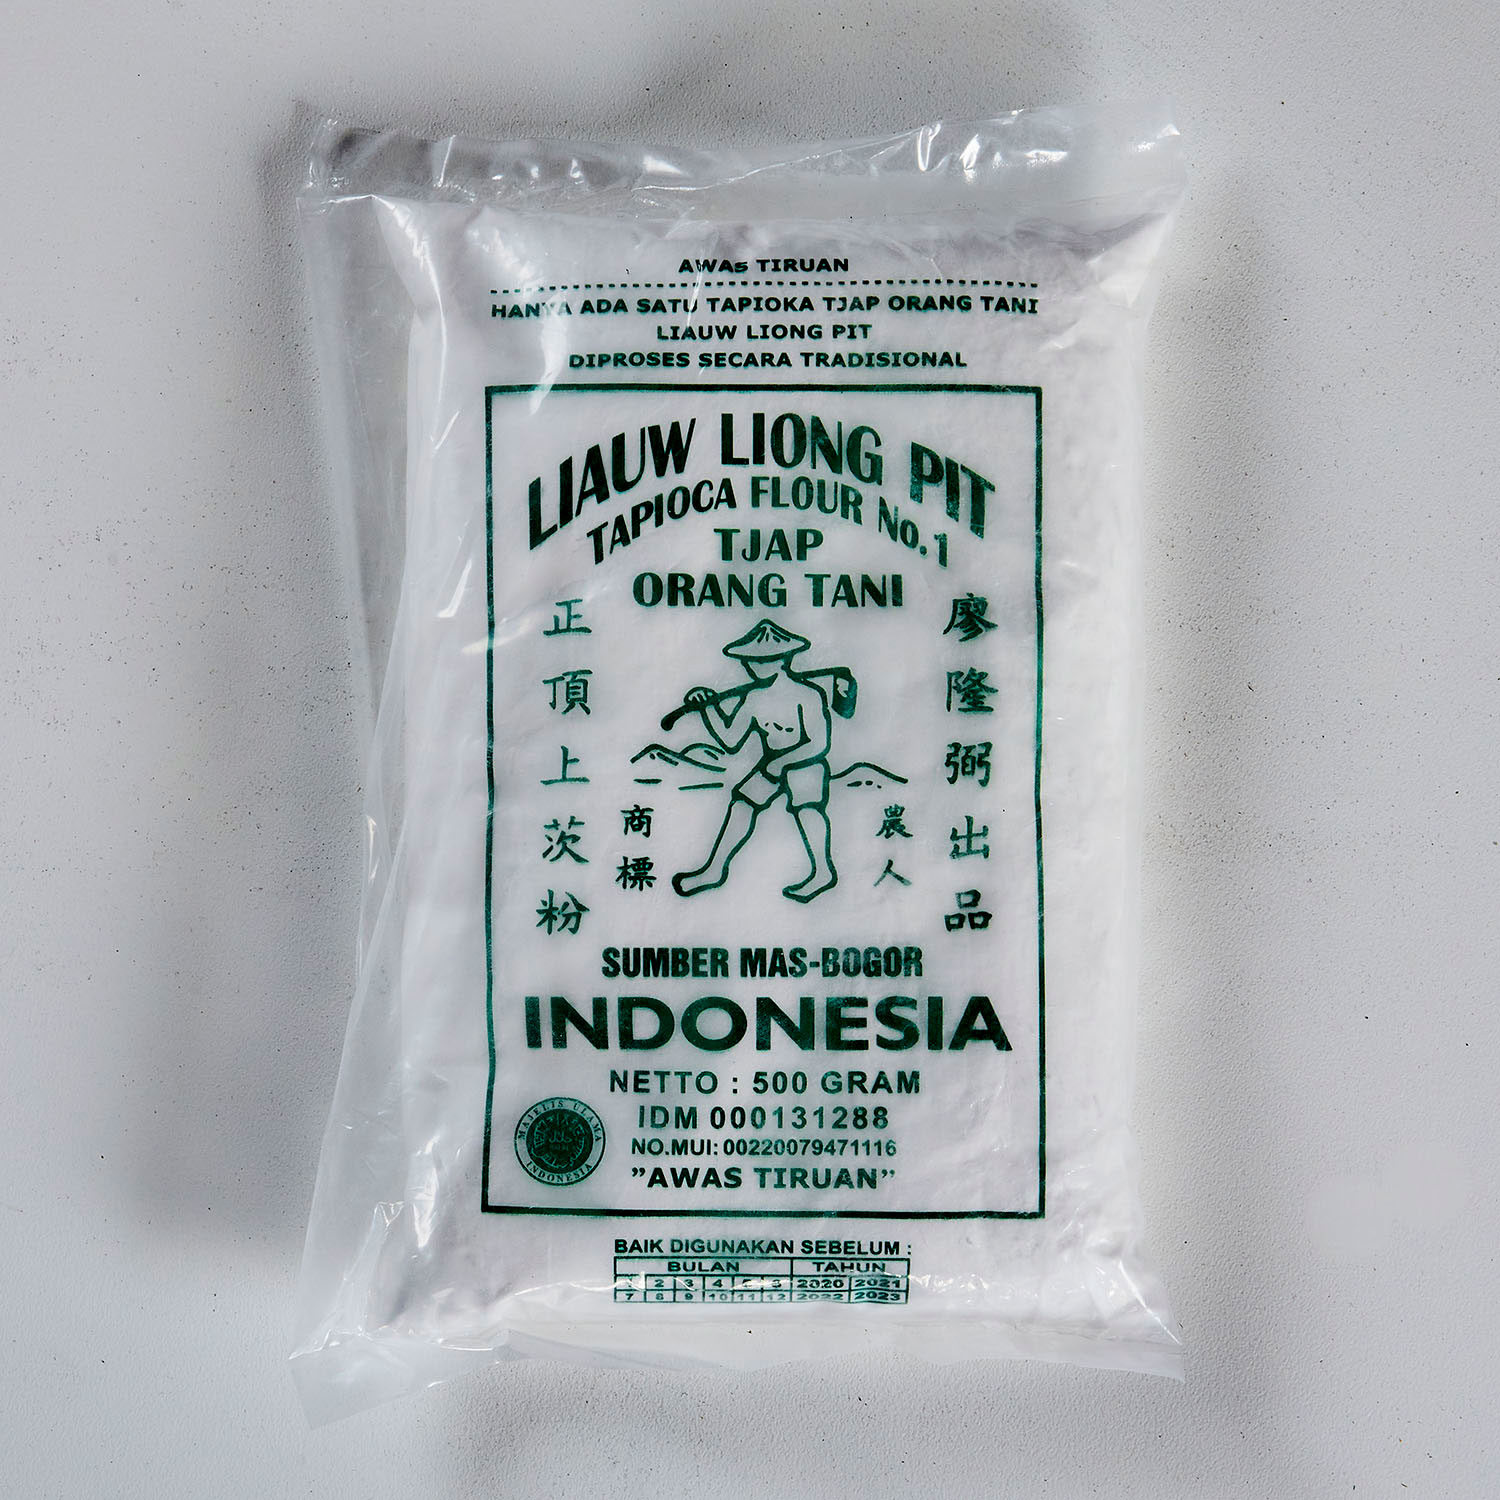 AWAS TIRUAN
HANYA ADA SATU TAPIOKA TJAP ORANG TANI
LIAUW LIONG PIT
DIPROSES SECARA TRADISIONAL
LIAUW LIONG PIT
TAPIOCA FLOUR No.1
TJAP
ORANG TANI
廖隆弼出品
正頂上茨粉
農人
商標
SUMBER MAS-BOGOR
INDONESIA
NETTO : 500 GRAM
IDM 000131288
NO.MUI: 00220079471116
"AWAS TIRUAN"
MAJELIS ULAMA
INDONESIA
BAIK DIGUNAKAN SEBELUM :
BULAN TAHUN
1 2 3 4 5 6 2020 2021
7 8 9 10 11 12 2022 2023